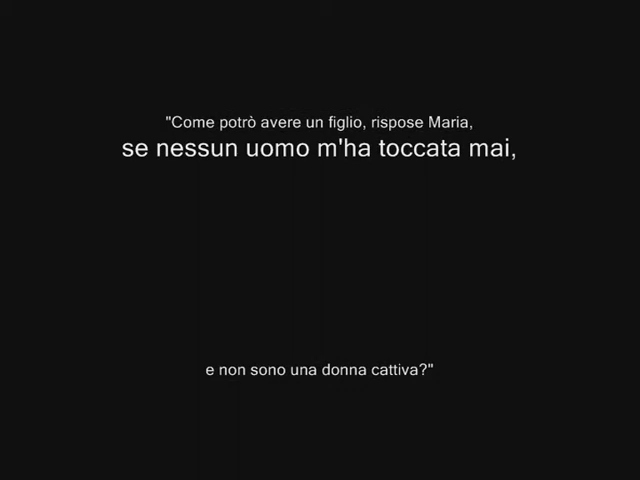 "Come potrò avere un figlio, rispose Maria,
se nessun uomo m'ha toccata mai,
e non sono una donna cattiva?"